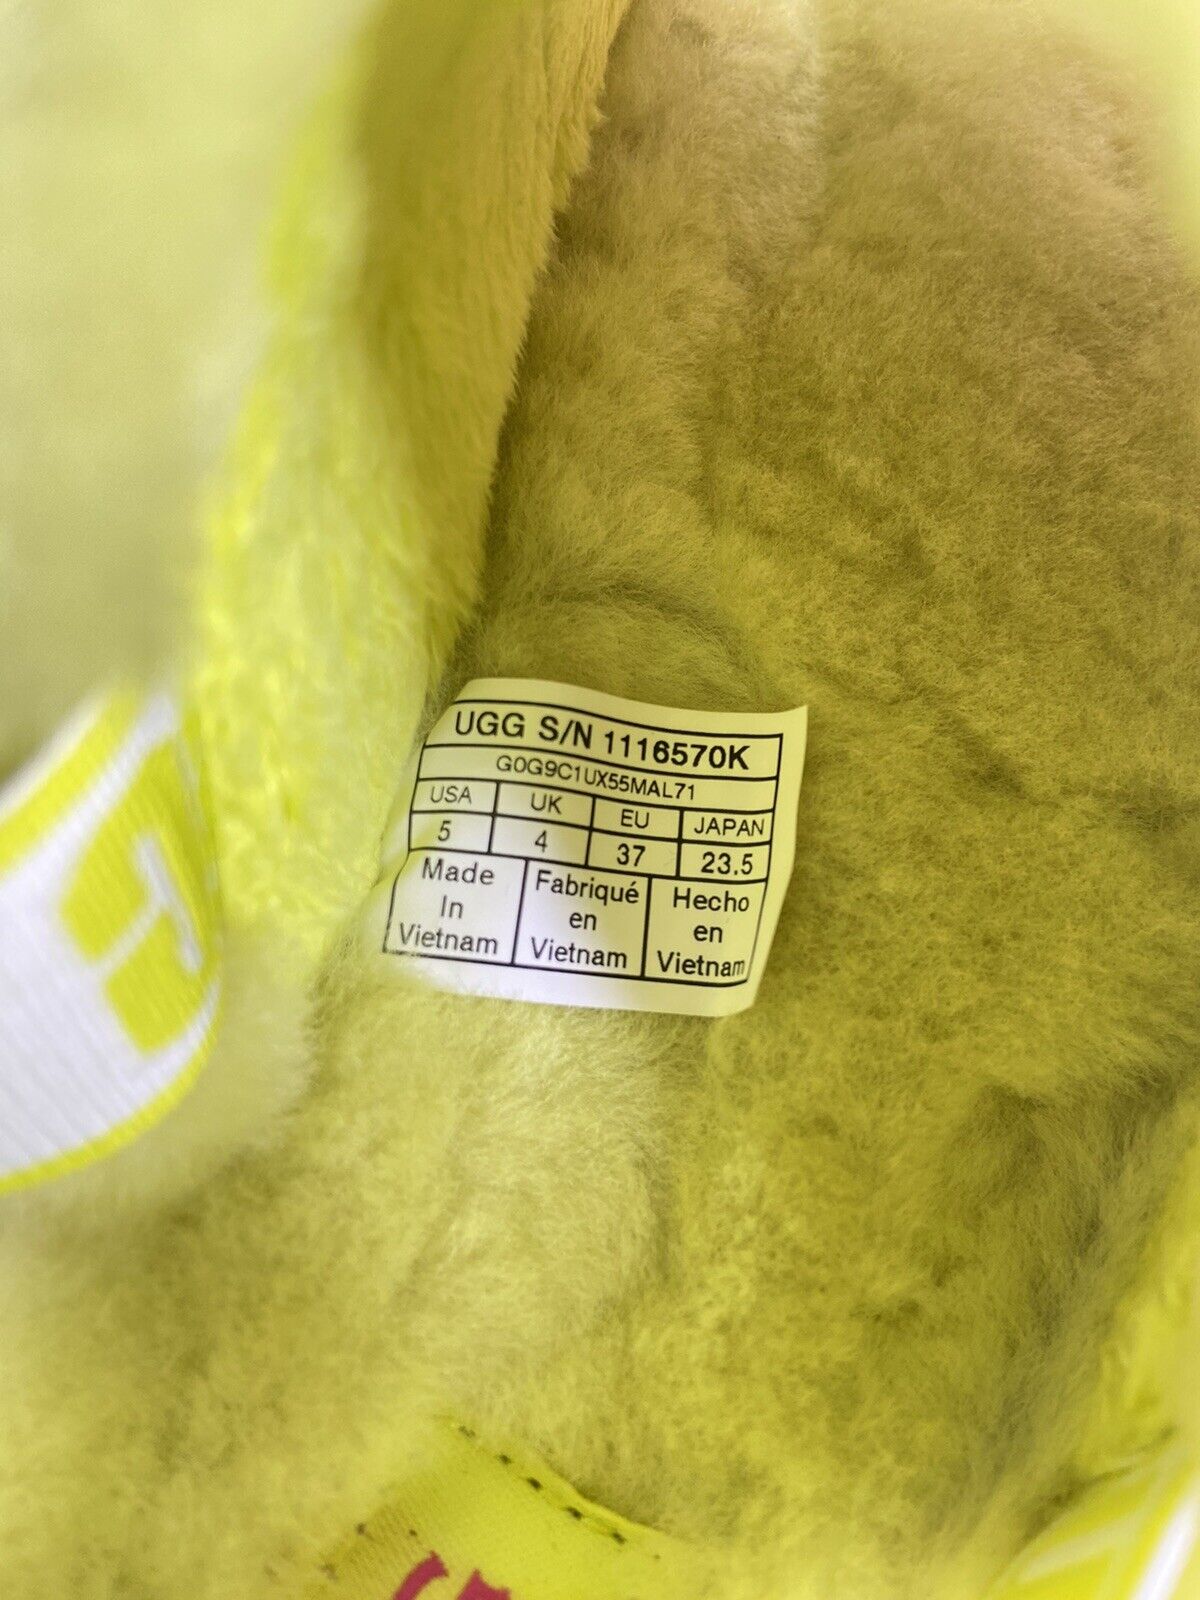 UGG S/N 1116570K
G0G9C1UX55MAL71
USA UK EU JAPAN
5 4 37 23.5
Made In Vietnam
Fabriqué en Vietnam
Hecho en Vietnam